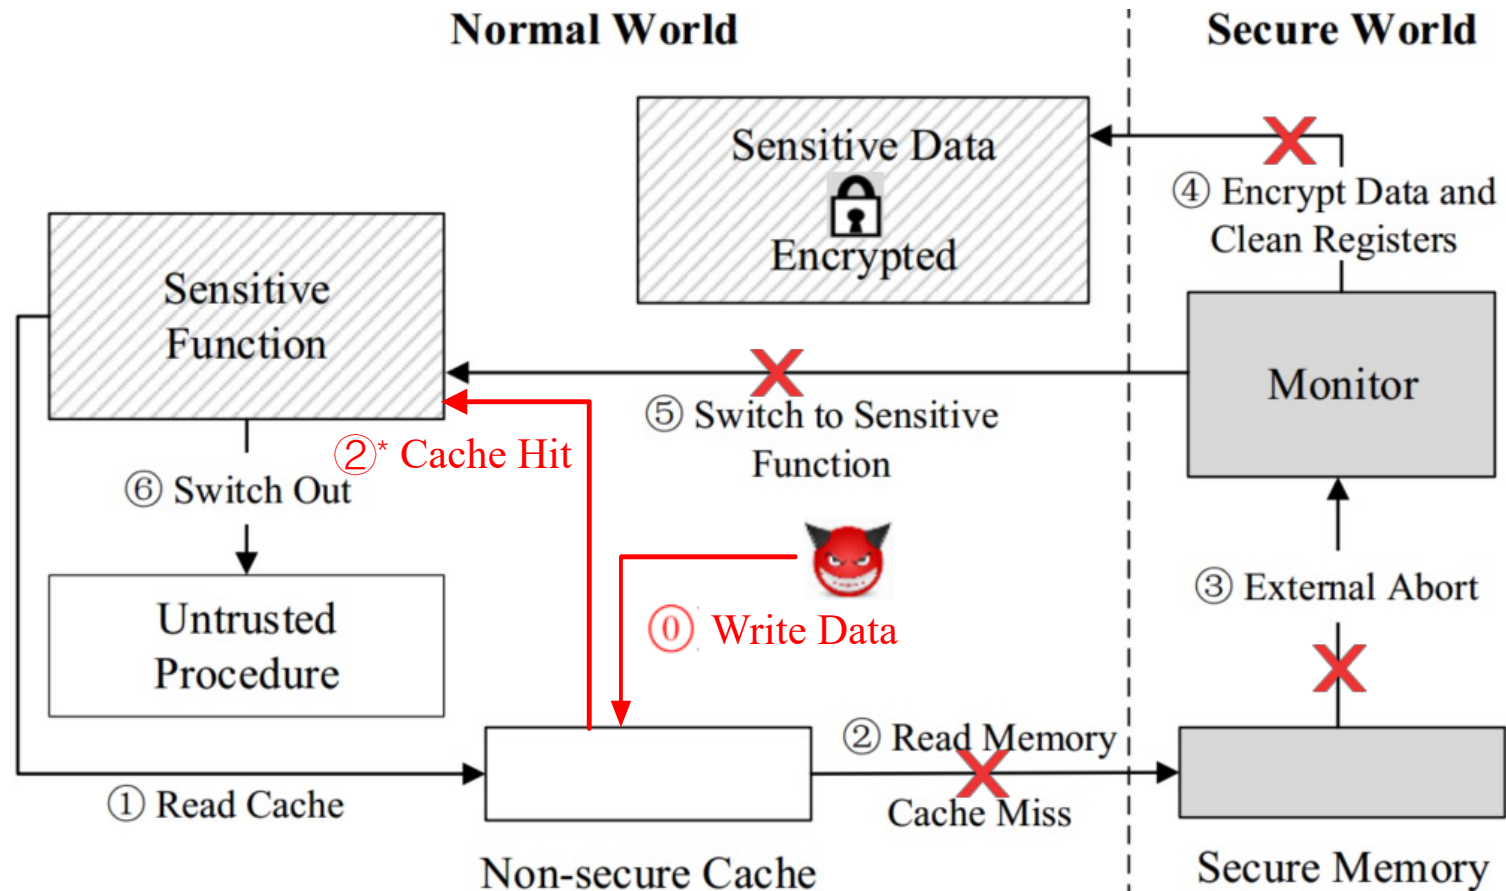 Normal World
Secure World
Sensitive Data
Encrypted
④ Encrypt Data and
Clean Registers
Sensitive
Function
Monitor
⑤ Switch to Sensitive
Function
②* Cache Hit
⑥ Switch Out
③ External Abort
Untrusted
Procedure
⓪ Write Data
② Read Memory
Cache Miss
① Read Cache
Non-secure Cache
Secure Memory